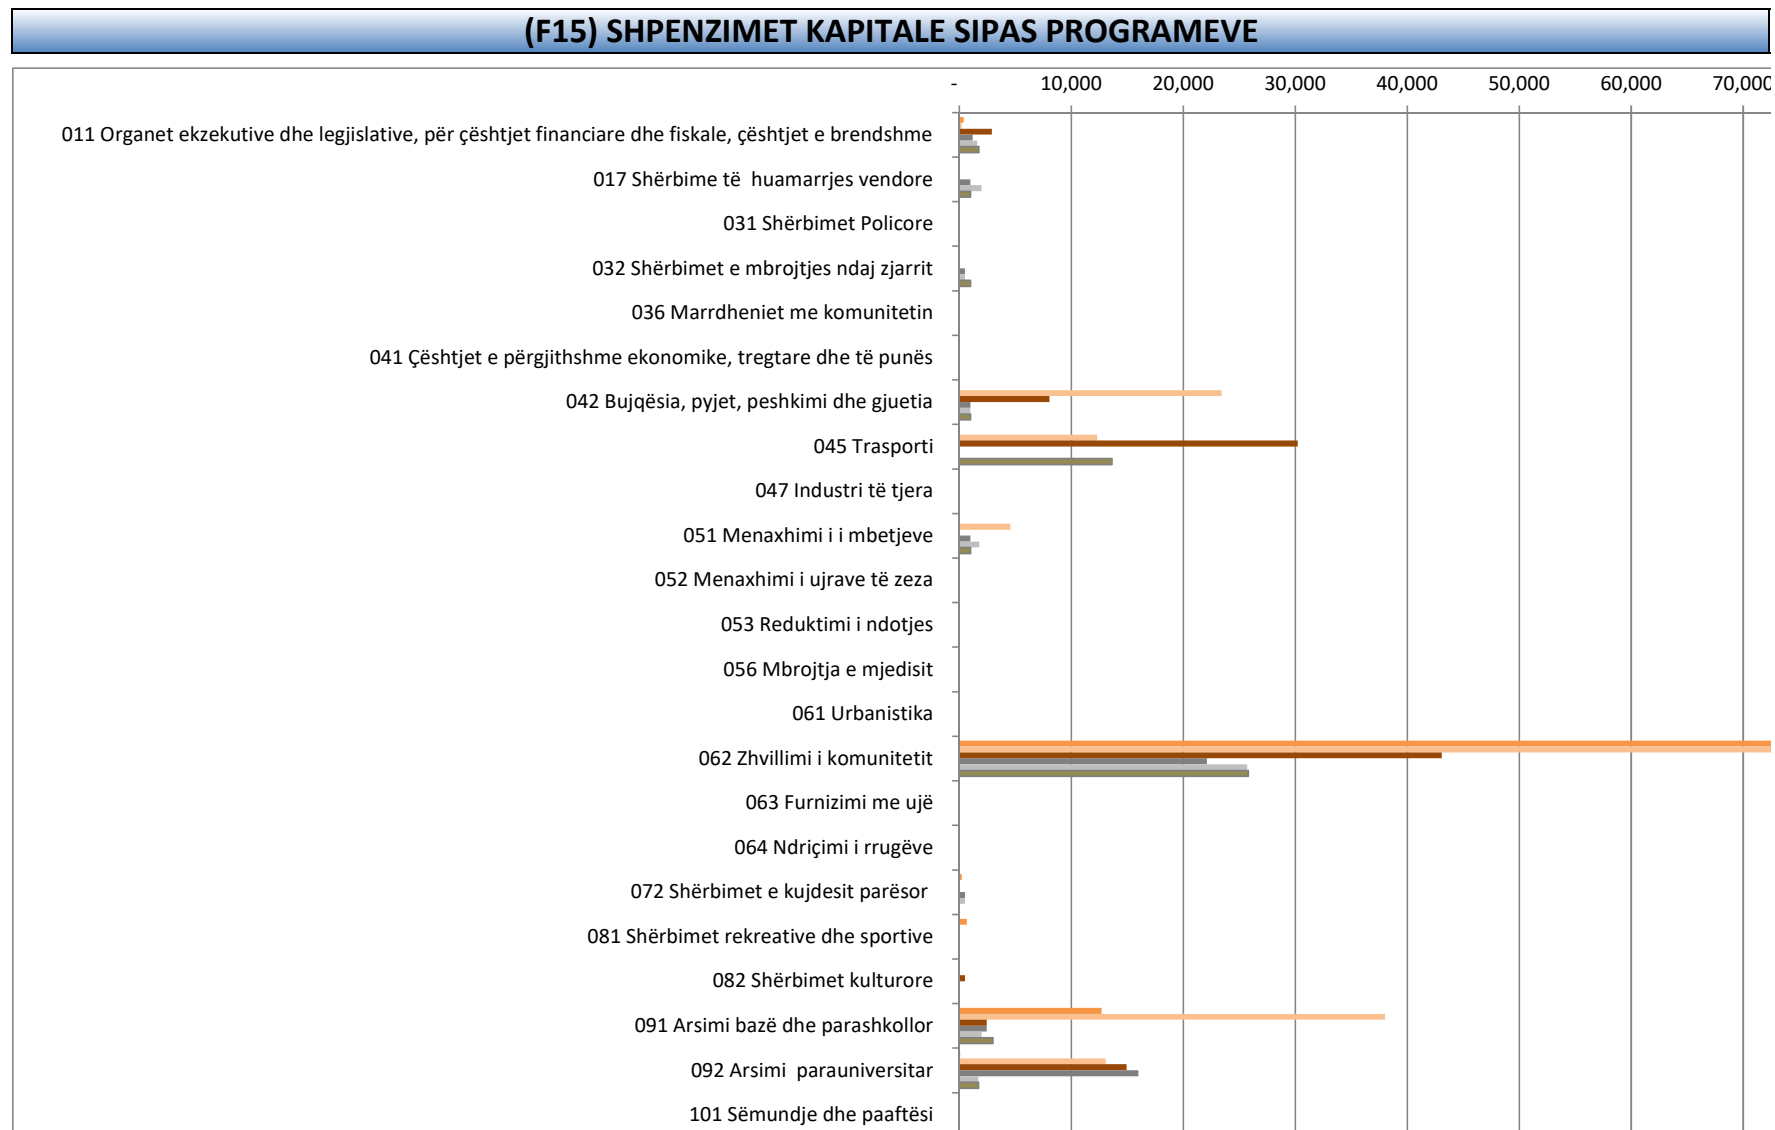 (F15) SHPENZIMET KAPITALE SIPAS PROGRAMEVE
- 10,000 20,000 30,000 40,000 50,000 60,000 70,000
011 Organet ekzekutive dhe legjislative, për çështjet financiare dhe fiskale, çështjet e brendshme
017 Shërbime të huamarrjes vendore
031 Shërbimet Policore
032 Shërbimet e mbrojtjes ndaj zjarrit
036 Marrdheniet me komunitetin
041 Çështjet e përgjithshme ekonomike, tregtare dhe të punës
042 Bujqësia, pyjet, peshkimi dhe gjuetia
045 Trasporti
047 Industri të tjera
051 Menaxhimi i i mbetjeve
052 Menaxhimi i ujrave të zeza
053 Reduktimi i ndotjes
056 Mbrojtja e mjedisit
061 Urbanistika
062 Zhvillimi i komunitetit
063 Furnizimi me ujë
064 Ndriçimi i rrugëve
072 Shërbimet e kujdesit parësor
081 Shërbimet rekreative dhe sportive
082 Shërbimet kulturore
091 Arsimi bazë dhe parashkollor
092 Arsimi parauniversitar
101 Sëmundje dhe paaftësi